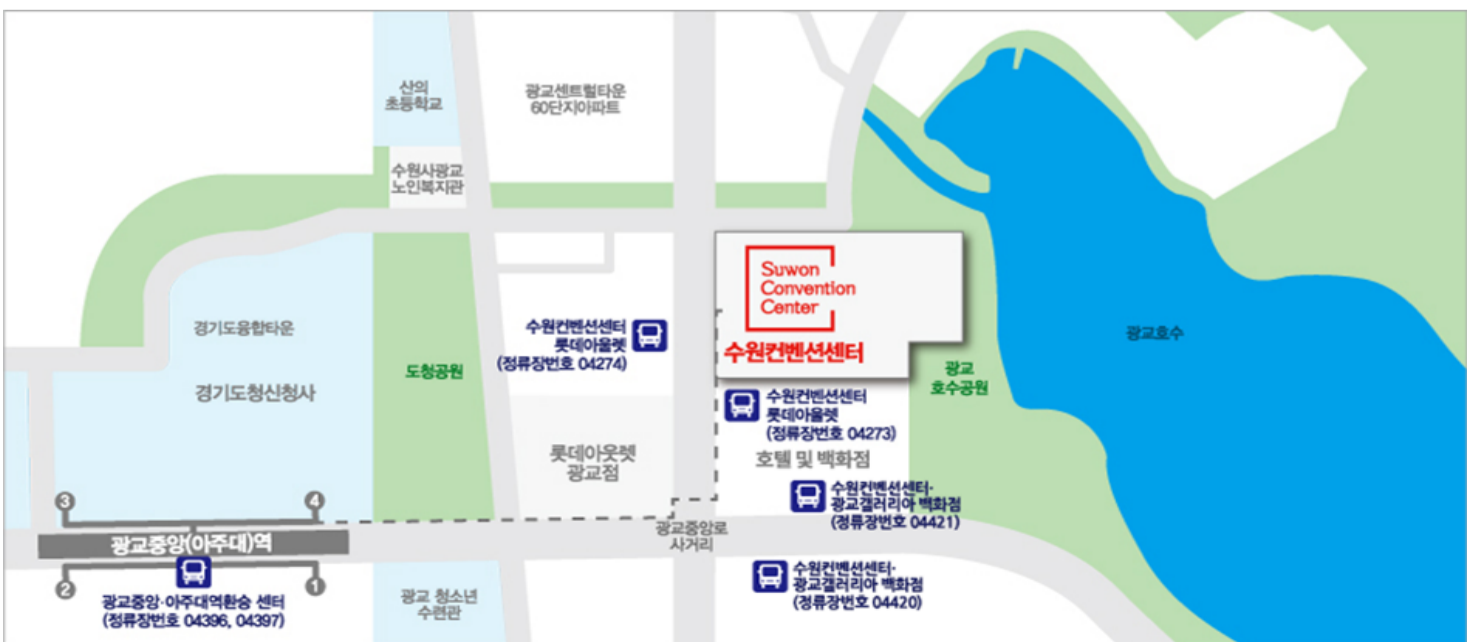 산의
초등학교
광교센트럴타운
60단지아파트
수원사광교
노인복지관
Suwon
Convention
Center
수원컨벤션센터
경기도융합타운
경기도청신청사
도청공원
수원컨벤션센터
롯데아울렛
(정류장번호 04274)
광교호수
광교
호수공원
수원컨벤션센터
롯데아울렛
(정류장번호 04273)
롯데아웃렛
광교점
호텔 및 백화점
수원컨벤션센터·
광교갤러리아 백화점
(정류장번호 04421)
3
4
광교중앙(아주대)역
2
1
광교중앙로
사거리
수원컨벤션센터·
광교갤러리아 백화점
(정류장번호 04420)
광교중앙·아주대역환승 센터
(정류장번호 04396, 04397)
광교 청소년
수련관